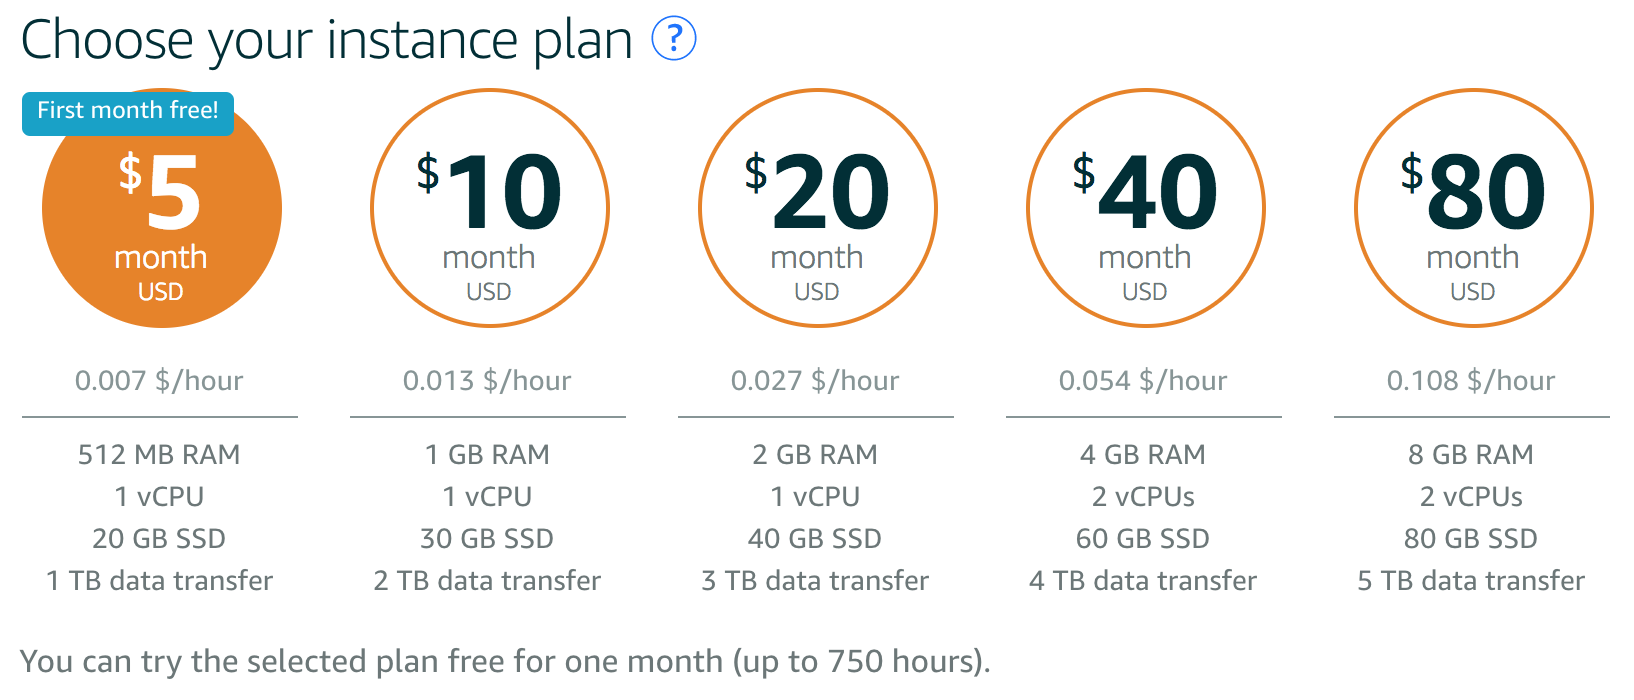 Choose your instance plan ?
First month free!
$5
month
USD
0.007 $/hour
512 MB RAM
1 vCPU
20 GB SSD
1 TB data transfer
$10
month
USD
0.013 $/hour
1 GB RAM
1 vCPU
30 GB SSD
2 TB data transfer
$20
month
USD
0.027 $/hour
2 GB RAM
1 vCPU
40 GB SSD
3 TB data transfer
$40
month
USD
0.054 $/hour
4 GB RAM
2 vCPUs
60 GB SSD
4 TB data transfer
$80
month
USD
0.108 $/hour
8 GB RAM
2 vCPUs
80 GB SSD
5 TB data transfer
You can try the selected plan free for one month (up to 750 hours).